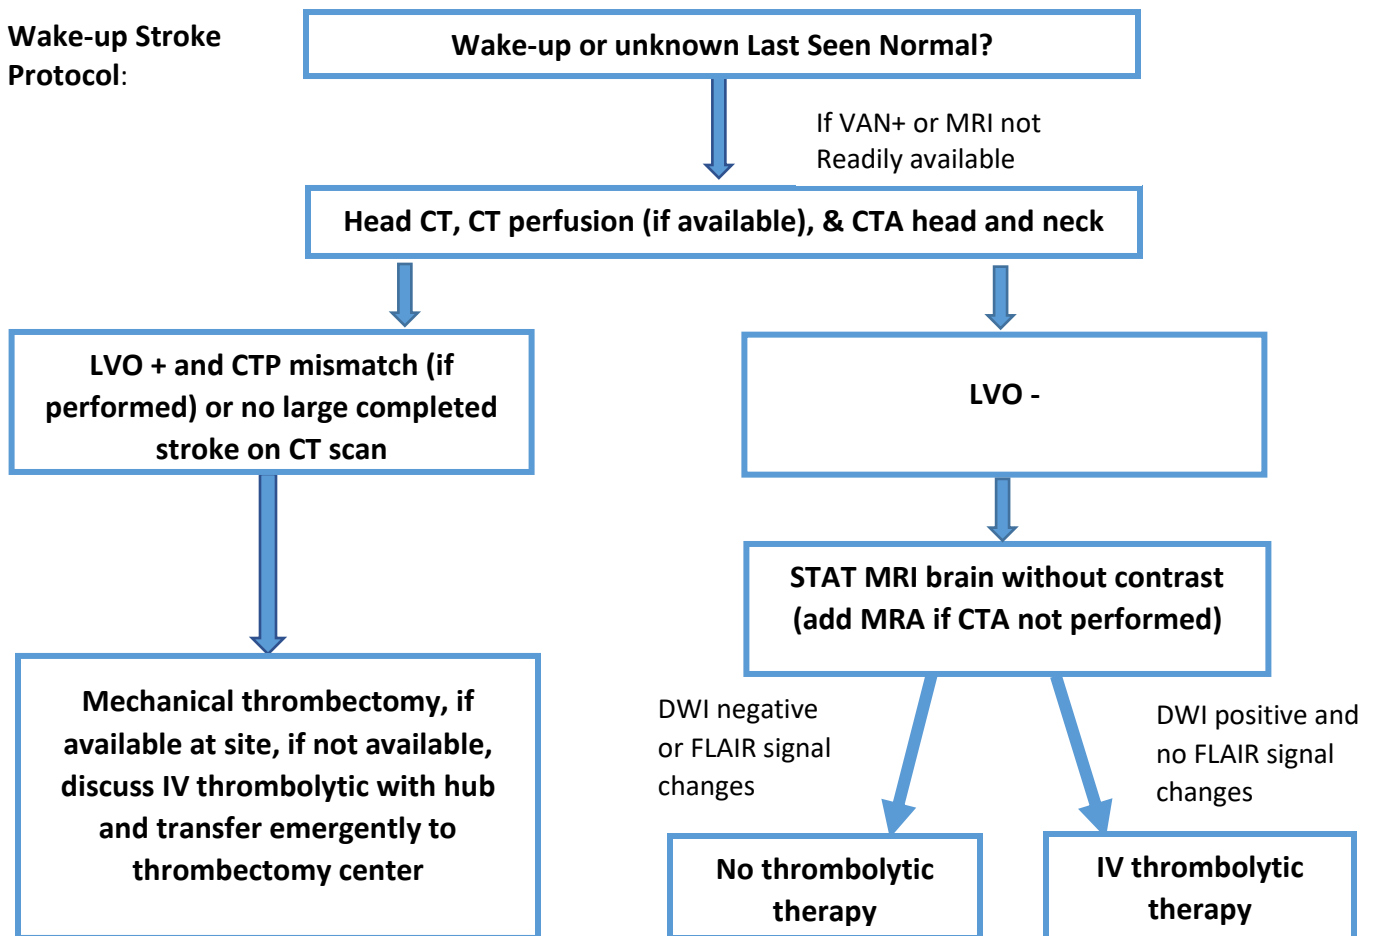 Wake-up Stroke
Protocol:
Wake-up or unknown Last Seen Normal?
If VAN+ or MRI not
Readily available
Head CT, CT perfusion (if available), & CTA head and neck
LVO + and CTP mismatch (if
performed) or no large completed
stroke on CT scan
LVO -
STAT MRI brain without contrast
(add MRA if CTA not performed)
Mechanical thrombectomy, if
available at site, if not available,
discuss IV thrombolytic with hub
and transfer emergently to
thrombectomy center
DWI negative
or FLAIR signal
changes
DWI positive and
no FLAIR signal
changes
No thrombolytic
therapy
IV thrombolytic
therapy